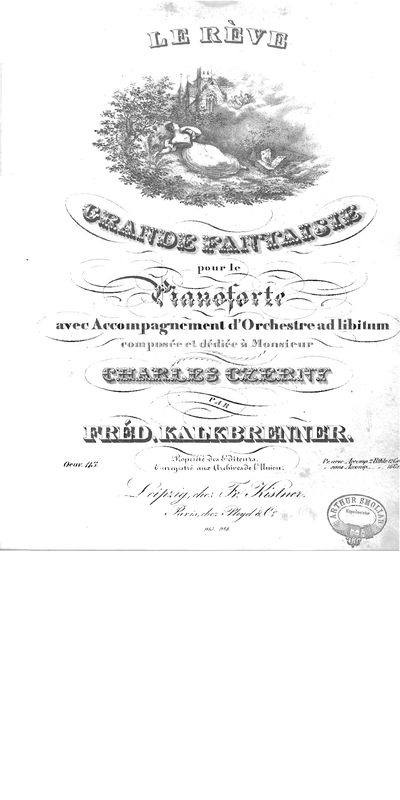 LE RÊVE
GRANDE FANTAISIE
pour le
Pianoforte
avec Accompagnement d'Orchestre ad libitum
composée et dédiée à Monsieur
CHARLES CZERNY
PAR
FRÉD. KALKBRENNER.
Propriété des Editeurs.
Oeuv. 113.
Enregistré aux Archives de l'Union.
Leipzig, chez Fr. Kistner.
Paris, chez Pleyel & Co.
ARTHUR SMOLIAN